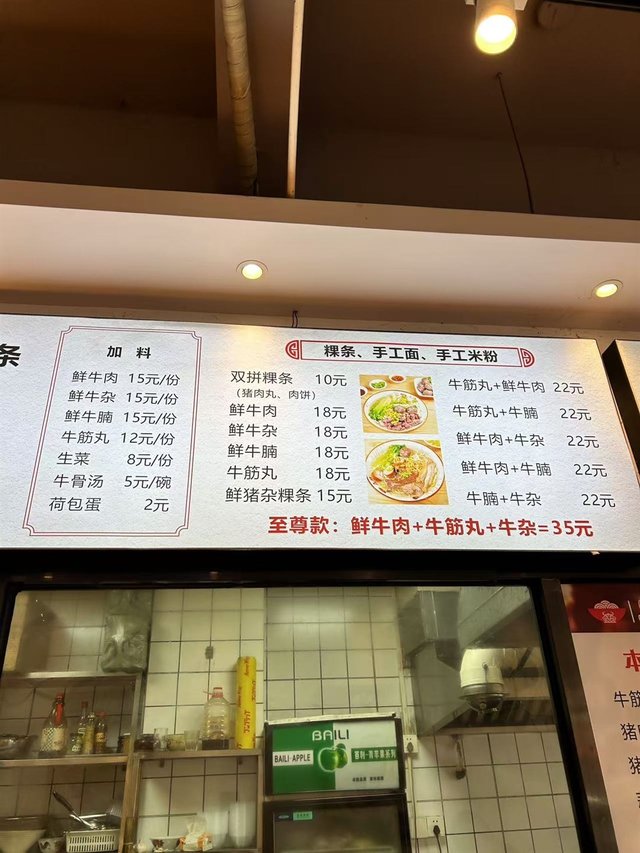 条
加 料
鲜牛肉 15元/份
鲜牛杂 15元/份
鲜牛腩 15元/份
牛筋丸 12元/份
生菜 8元/份
牛骨汤 5元/碗
荷包蛋 2元
粿条、手工面、手工米粉
双拼粿条 10元
(猪肉丸、肉饼)
鲜牛肉 18元
鲜牛杂 18元
鲜牛腩 18元
牛筋丸 18元
鲜猪杂粿条 15元
牛筋丸+鲜牛肉 22元
牛筋丸+牛腩 22元
鲜牛肉+牛杂 22元
鲜牛肉+牛腩 22元
牛腩+牛杂 22元
至尊款：鲜牛肉+牛筋丸+牛杂=35元
BAILI
BAILI·APPLE
百利·青苹果系列
牛筋
猪
猪